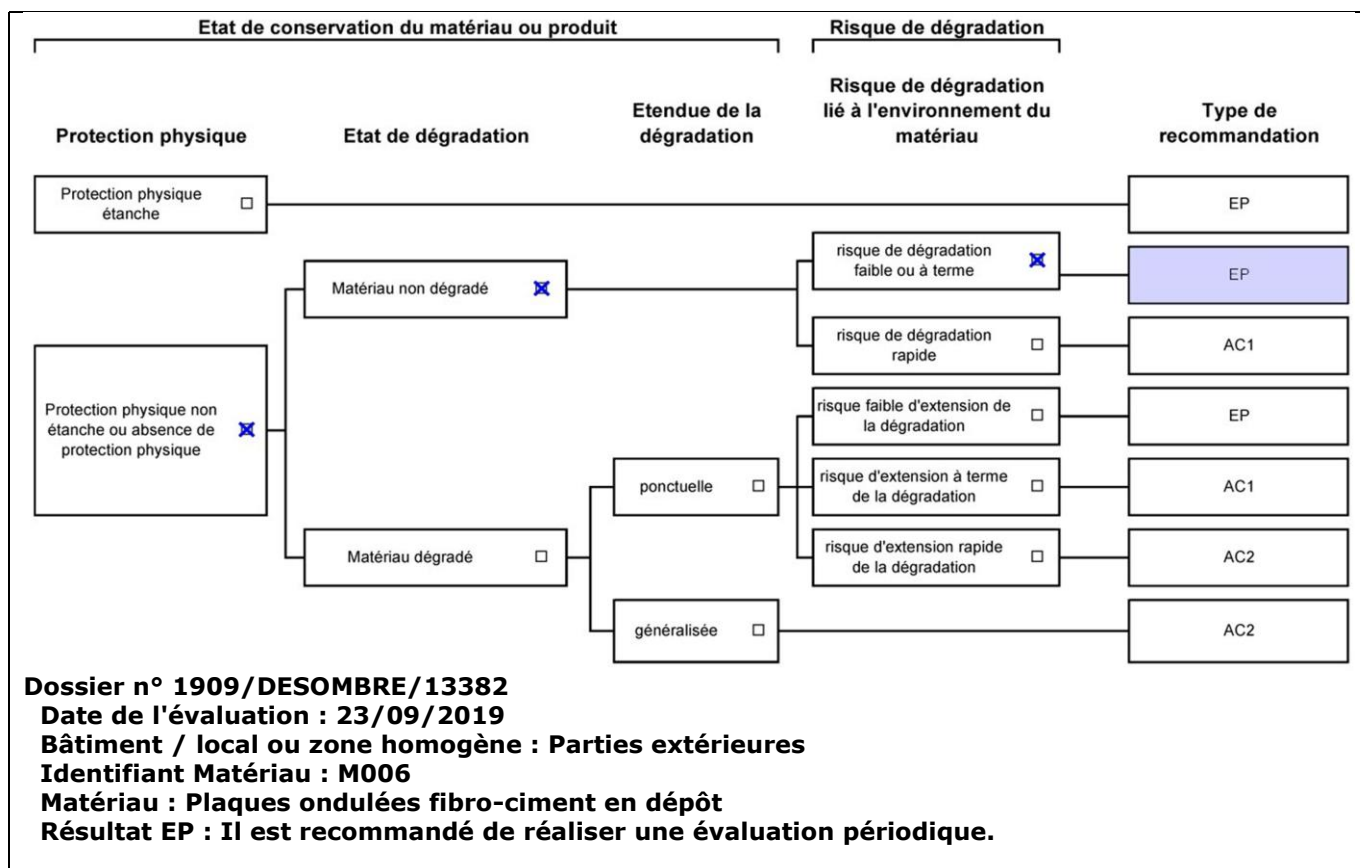 Etat de conservation du matériau ou produit
Risque de dégradation
Protection physique
Etat de dégradation
Etendue de la
dégradation
Risque de dégradation
lié à l'environnement du
matériau
Type de
recommandation
Protection physique
étanche
EP
risque de dégradation
faible ou à terme
EP
Matériau non dégradé
risque de dégradation
rapide
AC1
Protection physique non
étanche ou absence de
protection physique
risque faible d'extension de
la dégradation
EP
ponctuelle
risque d'extension à terme
de la dégradation
AC1
Matériau dégradé
risque d'extension rapide
de la dégradation
AC2
généralisée
AC2
Dossier n° 1909/DESOMBRE/13382
Date de l'évaluation : 23/09/2019
Bâtiment / local ou zone homogène : Parties extérieures
Identifiant Matériau : M006
Matériau : Plaques ondulées fibro-ciment en dépôt
Résultat EP : Il est recommandé de réaliser une évaluation périodique.